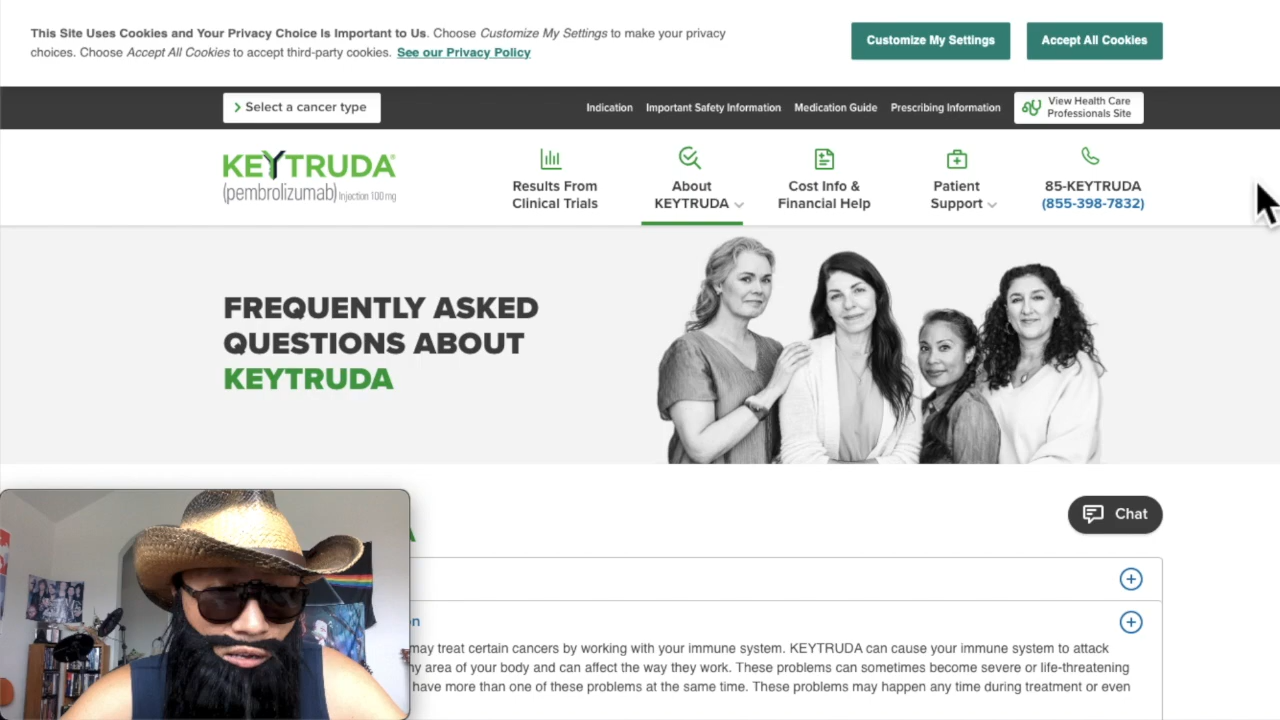 This Site Uses Cookies and Your Privacy Choice Is Important to Us. Choose Customize My Settings to make your privacy
choices. Choose Accept All Cookies to accept third-party cookies. See our Privacy Policy
Customize My Settings
Accept All Cookies
Select a cancer type
Indication
Important Safety Information
Medication Guide
Prescribing Information
View Health Care
Professionals Site
KEYTRUDA®
(pembrolizumab) Injection 100 mg
Results From
Clinical Trials
About
KEYTRUDA
Cost Info &
Financial Help
Patient
Support
85-KEYTRUDA
(855-398-7832)
FREQUENTLY ASKED
QUESTIONS ABOUT
KEYTRUDA
Chat
may treat certain cancers by working with your immune system. KEYTRUDA can cause your immune system to attack
area of your body and can affect the way they work. These problems can sometimes become severe or life-threatening
have more than one of these problems at the same time. These problems may happen any time during treatment or even